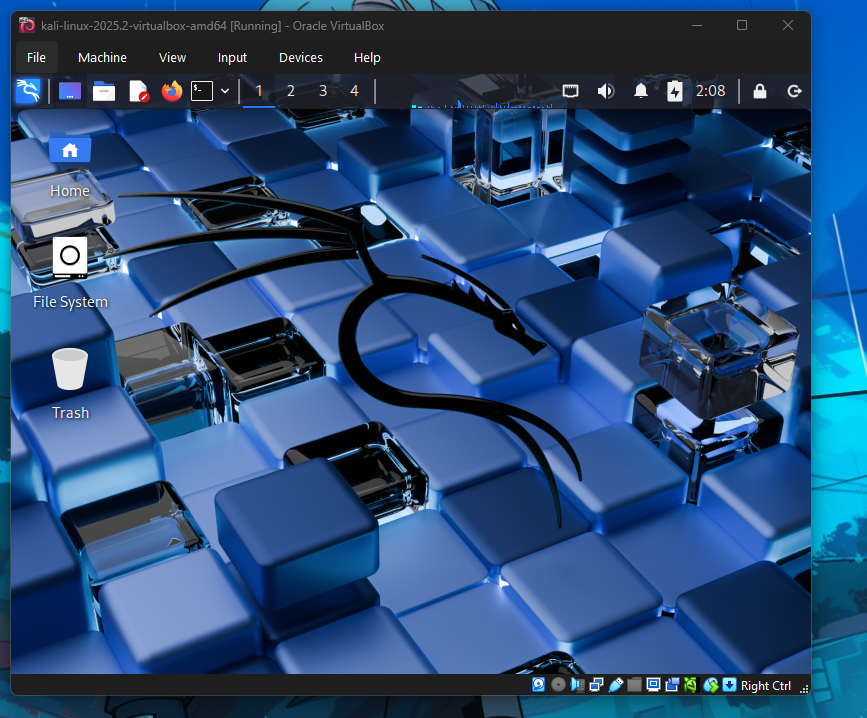 kali-linux-2025.2-virtualbox-amd64 [Running] - Oracle VirtualBox
File Machine View Input Devices Help
1 2 3 4 2:08
Home
File System
Trash
Right Ctrl